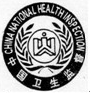 CHINA NATIONAL HEALTH INSPECTION
中国卫生监督